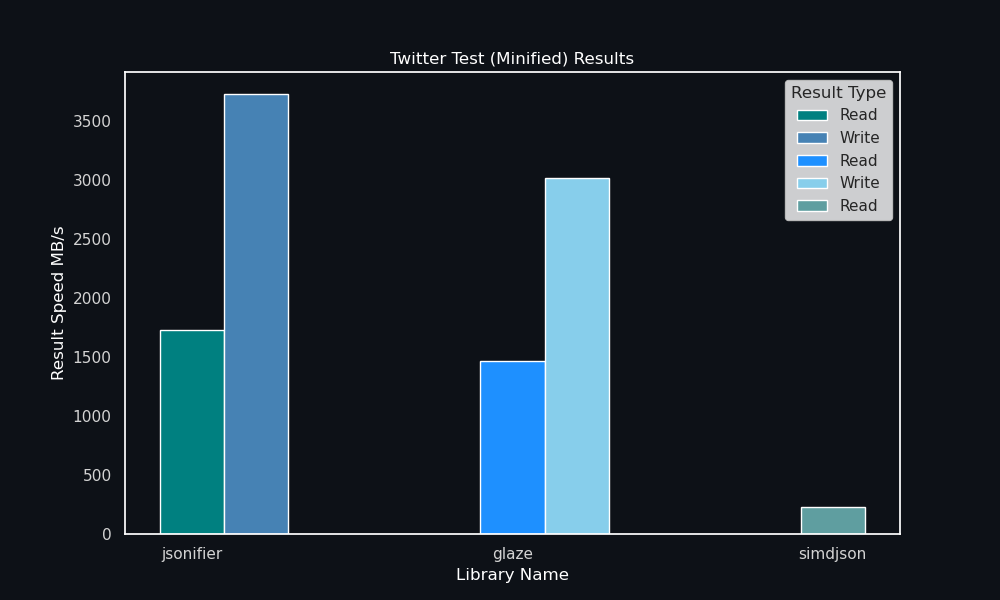 Twitter Test (Minified) Results
Result Type
Read
Write
Read
Write
Read
Result Speed MB/s
3500
3000
2500
2000
1500
1000
500
0
jsonifier
glaze
simdjson
Library Name